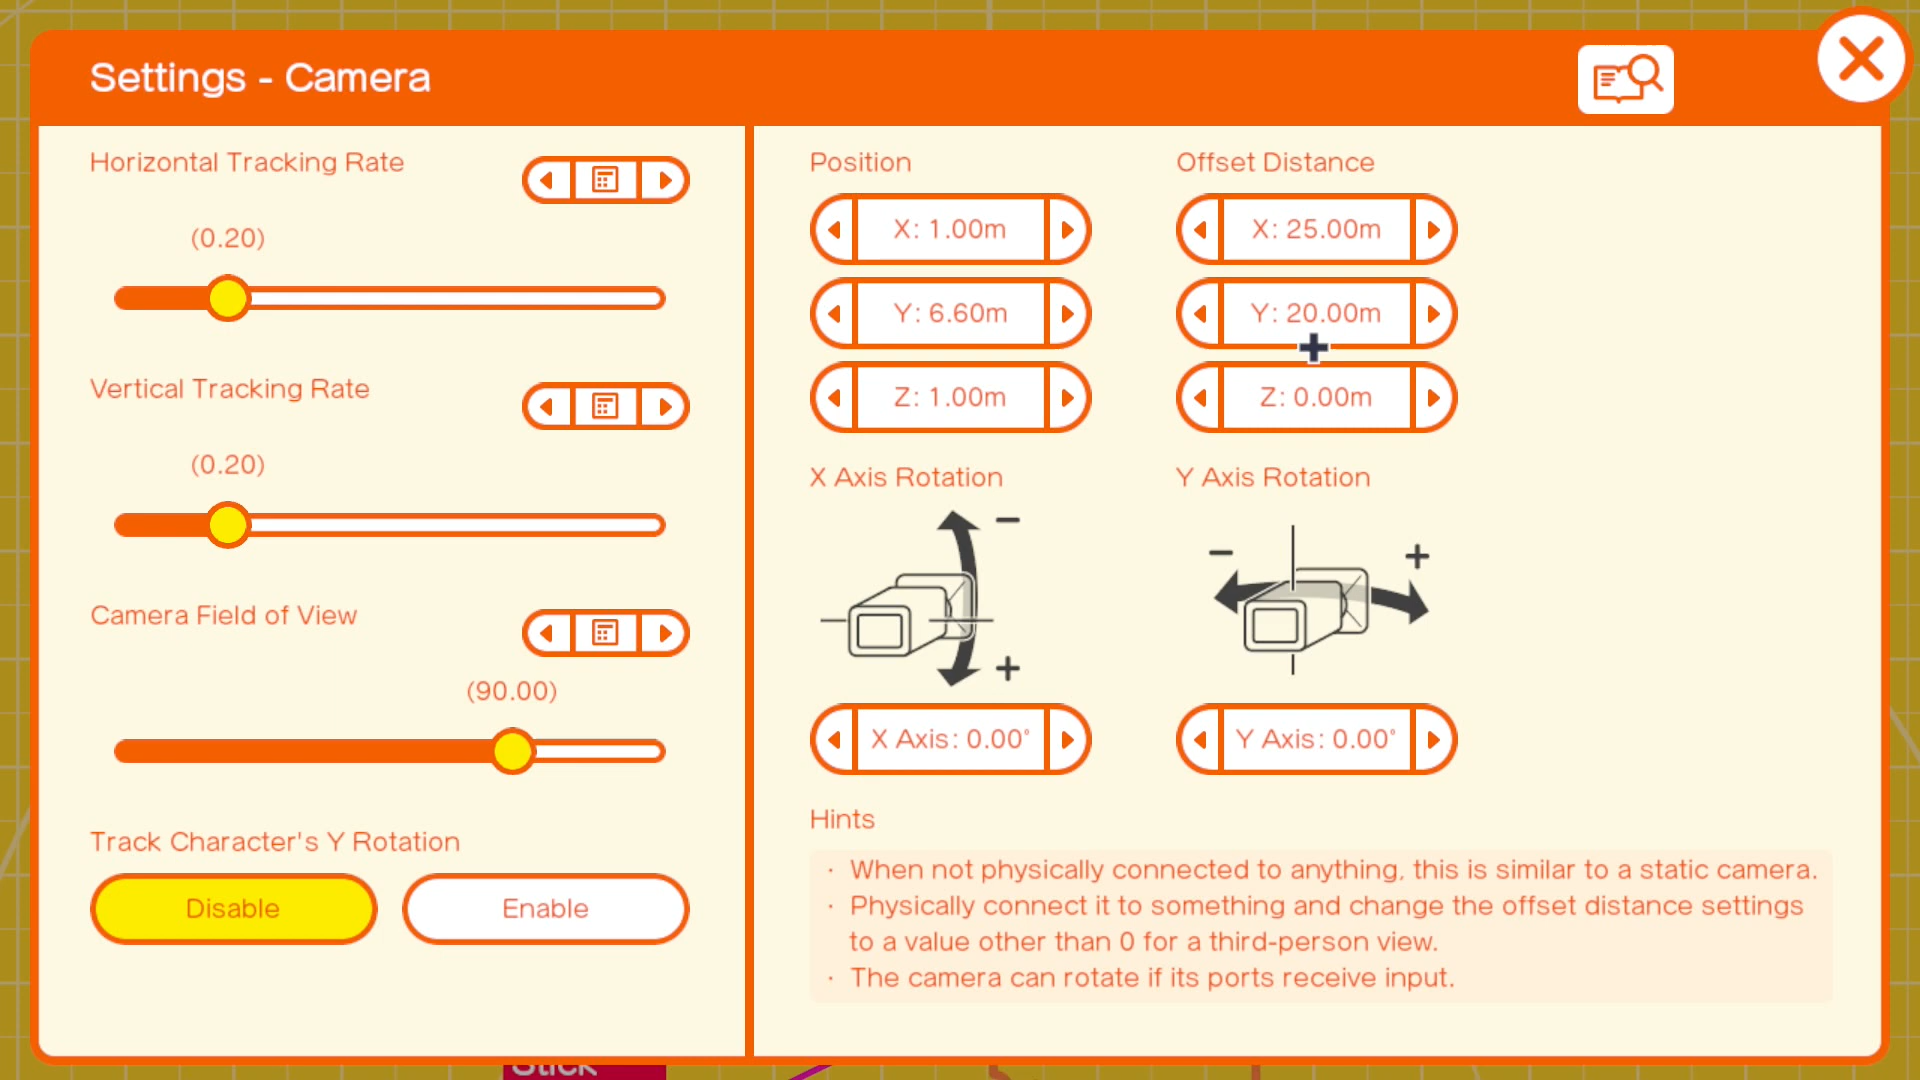 Settings - Camera
Horizontal Tracking Rate
(0.20)
Vertical Tracking Rate
(0.20)
Camera Field of View
(90.00)
Track Character's Y Rotation
Disable
Enable
Position
X: 1.00m
Y: 6.60m
Z: 1.00m
Offset Distance
X: 25.00m
Y: 20.00m
Z: 0.00m
X Axis Rotation
X Axis: 0.00°
Y Axis Rotation
Y Axis: 0.00°
Hints
· When not physically connected to anything, this is similar to a static camera.
· Physically connect it to something and change the offset distance settings
to a value other than 0 for a third-person view.
· The camera can rotate if its ports receive input.
Stick